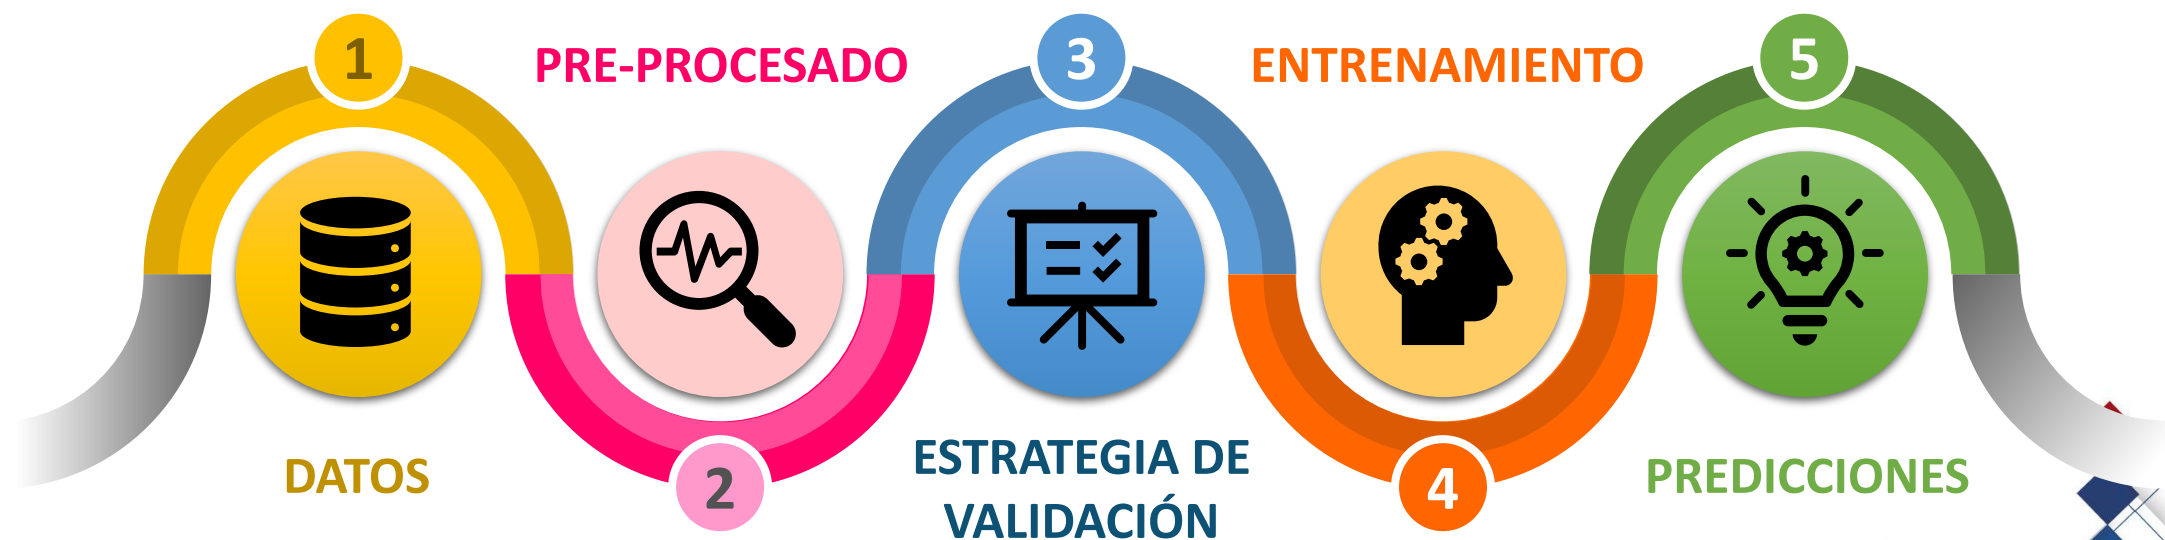 1
DATOS
PRE-PROCESADO
2
3
ESTRATEGIA DE
VALIDACIÓN
ENTRENAMIENTO
4
5
PREDICCIONES